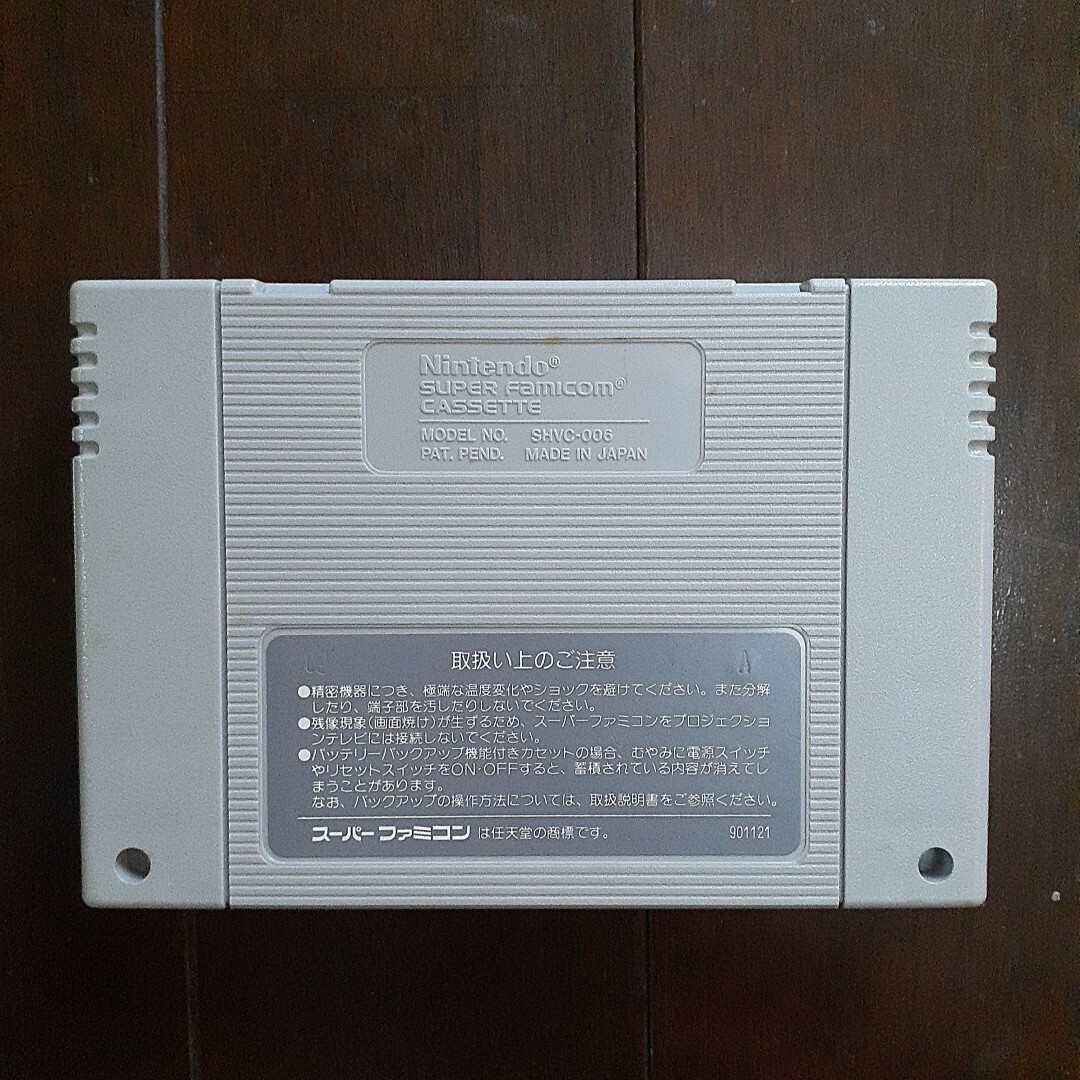 Nintendo®
SUPER FAMICOM®
CASSETTE
MODEL NO. SHVC-006
PAT. PEND. MADE IN JAPAN
取扱い上のご注意 A
●精密機器につき、極端な温度変化やショックを避けてください。また分解
したり、端子部を汚したりしないでください。
●残像現象(画面焼け)が生ずるため、スーパーファミコンをプロジェクショ
ンテレビには接続しないでください。
●バッテリーバックアップ機能付きカセットの場合、むやみに電源スイッチ
やリセットスイッチをON・OFFすると、蓄積されている内容が消えてし
まうことがあります。
なお、バックアップの操作方法については、取扱説明書をご参照ください。
スーパーファミコン は任天堂の商標です。 901121